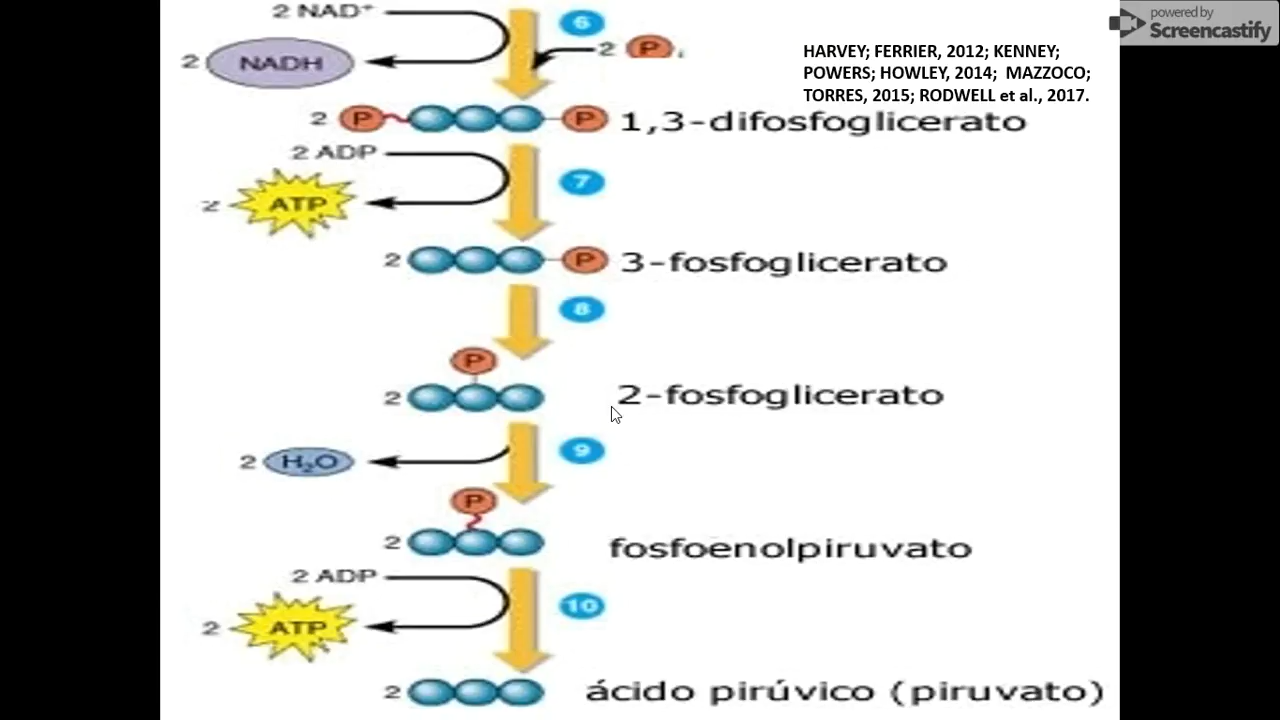 powered by
Screencastify
2 NAD⁺
6
2 P i
2 NADH
HARVEY; FERRIER, 2012; KENNEY;
POWERS; HOWLEY, 2014; MAZZOCO;
TORRES, 2015; RODWELL et al., 2017.
2 P P 1,3-difosfoglicerato
2 ADP
7
2 ATP
2 P 3-fosfoglicerato
8
P
2 2-fosfoglicerato
9
2 H₂O
P
2 fosfoenolpiruvato
2 ADP
10
2 ATP
2 ácido pirúvico (piruvato)